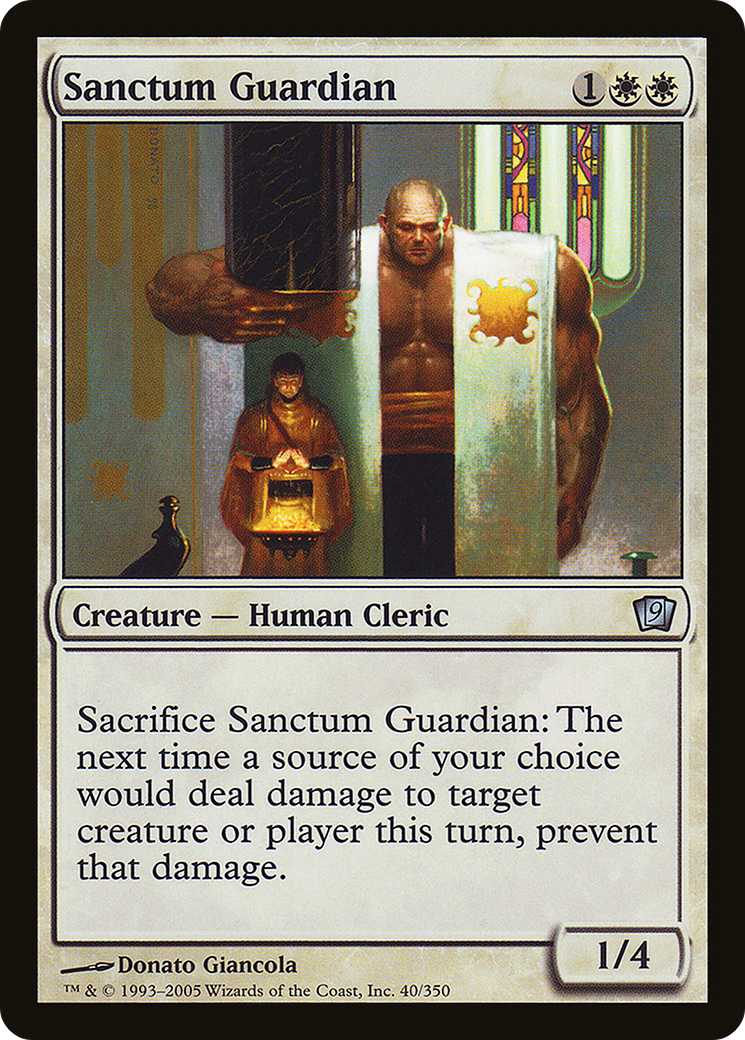 Sanctum Guardian
1
DONATO 98
Creature — Human Cleric
9
Sacrifice Sanctum Guardian: The
next time a source of your choice
would deal damage to target
creature or player this turn, prevent
that damage.
1/4
Donato Giancola
™ & © 1993–2005 Wizards of the Coast, Inc. 40/350